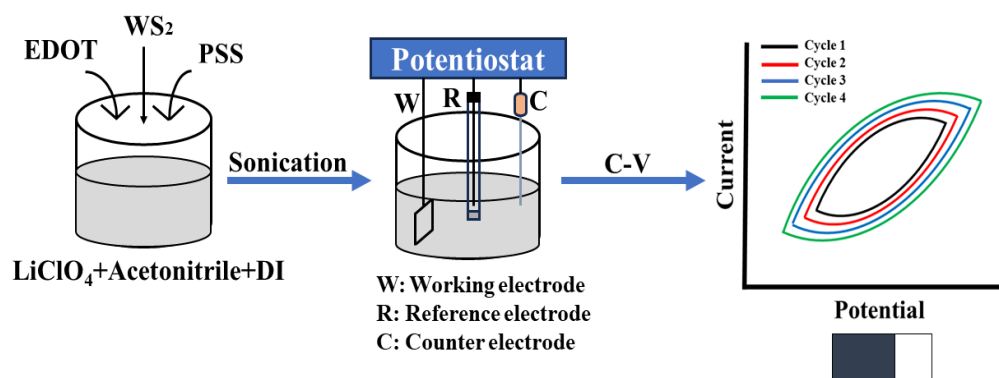 WS₂
EDOT
PSS
LiClO₄+Acetonitrile+DI
Sonication
Potentiostat
W
R
C
W: Working electrode
R: Reference electrode
C: Counter electrode
C-V
Cycle 1
Cycle 2
Cycle 3
Cycle 4
Current
Potential